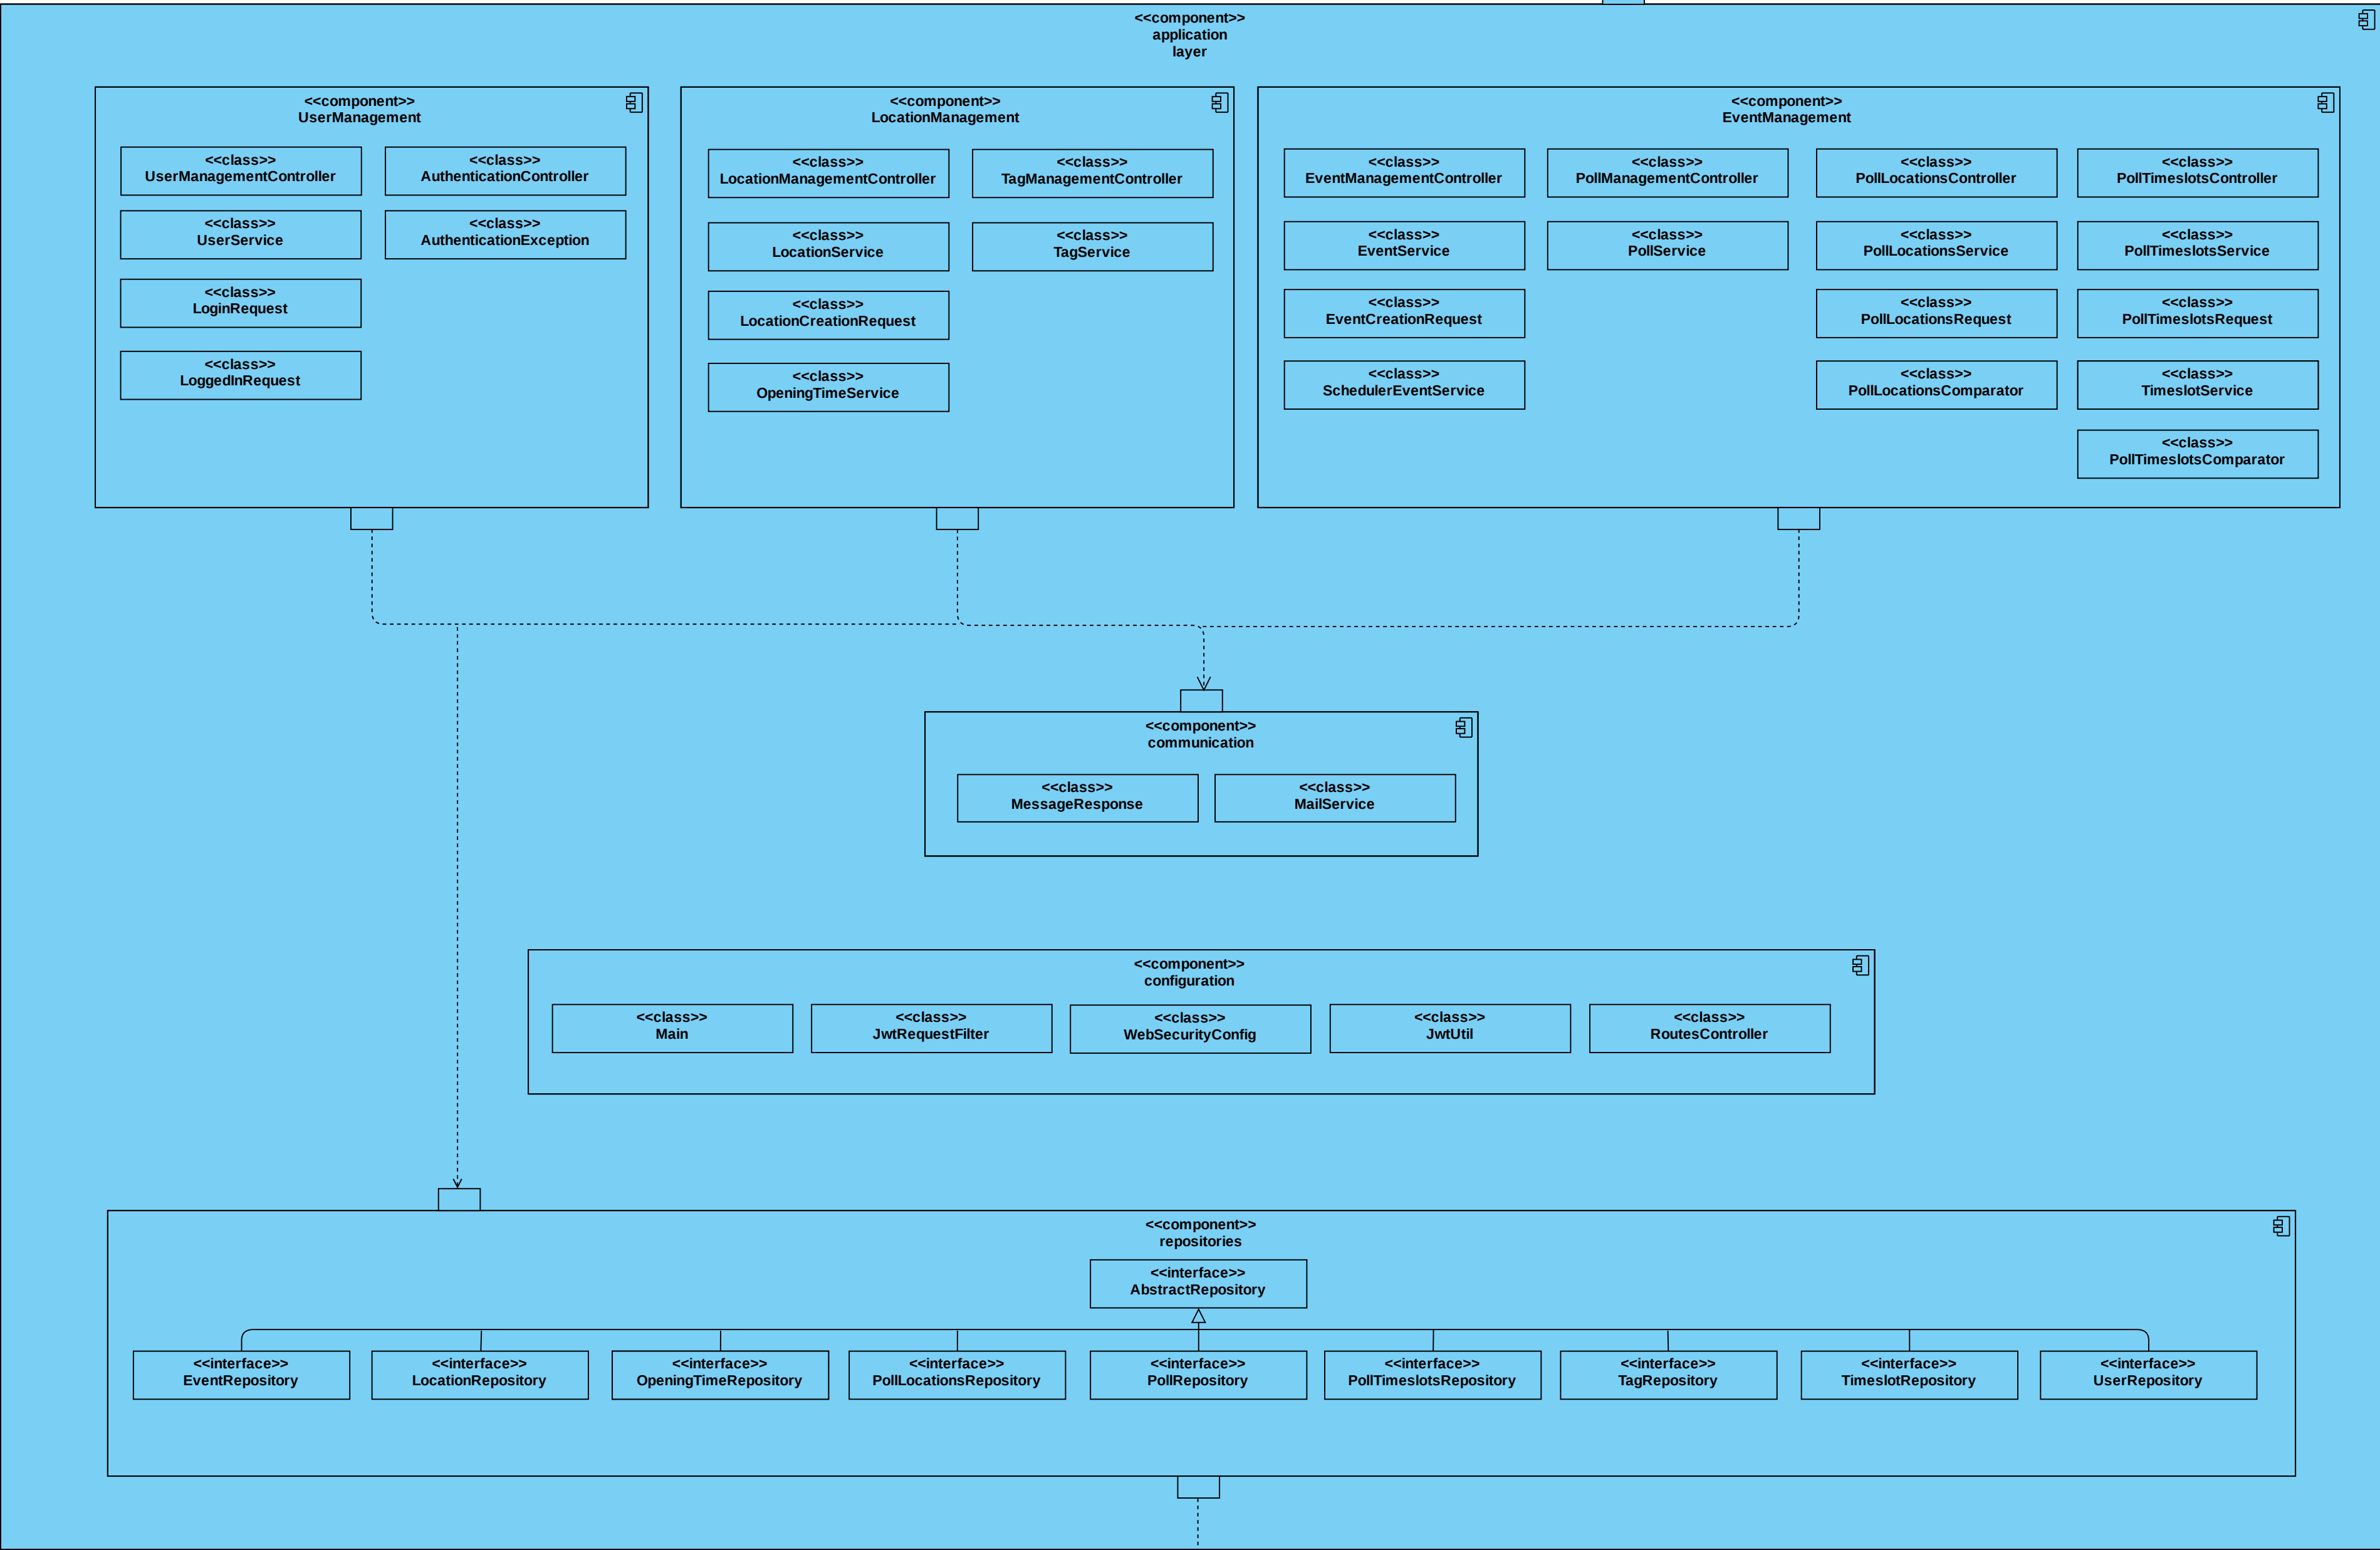 <<component>>
application
layer
<<component>>
UserManagement
<<class>>
UserManagementController
<<class>>
AuthenticationController
<<class>>
UserService
<<class>>
AuthenticationException
<<class>>
LoginRequest
<<class>>
LoggedInRequest
<<component>>
LocationManagement
<<class>>
LocationManagementController
<<class>>
TagManagementController
<<class>>
LocationService
<<class>>
TagService
<<class>>
LocationCreationRequest
<<class>>
OpeningTimeService
<<component>>
EventManagement
<<class>>
EventManagementController
<<class>>
PollManagementController
<<class>>
PollLocationsController
<<class>>
PollTimeslotsController
<<class>>
EventService
<<class>>
PollService
<<class>>
PollLocationsService
<<class>>
PollTimeslotsService
<<class>>
EventCreationRequest
<<class>>
PollLocationsRequest
<<class>>
PollTimeslotsRequest
<<class>>
SchedulerEventService
<<class>>
PollLocationsComparator
<<class>>
TimeslotService
<<class>>
PollTimeslotsComparator
<<component>>
communication
<<class>>
MessageResponse
<<class>>
MailService
<<component>>
configuration
<<class>>
Main
<<class>>
JwtRequestFilter
<<class>>
WebSecurityConfig
<<class>>
JwtUtil
<<class>>
RoutesController
<<component>>
repositories
<<interface>>
AbstractRepository
<<interface>>
EventRepository
<<interface>>
LocationRepository
<<interface>>
OpeningTimeRepository
<<interface>>
PollLocationsRepository
<<interface>>
PollRepository
<<interface>>
PollTimeslotsRepository
<<interface>>
TagRepository
<<interface>>
TimeslotRepository
<<interface>>
UserRepository